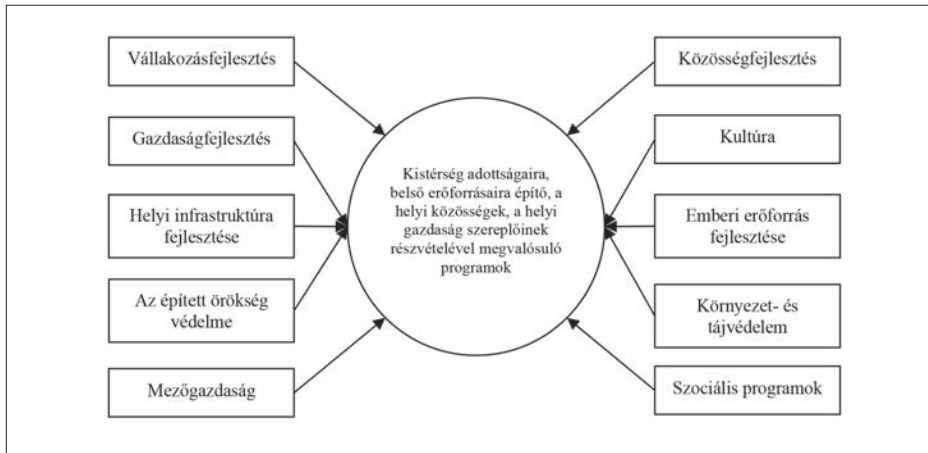 Vállakozásfejlesztés
Gazdaságfejlesztés
Helyi infrastruktúra
fejlesztése
Az épített örökség
védelme
Mezőgazdaság
Kistérség adottságaira,
belső erőforrásaira építő, a
helyi közösségek, a helyi
gazdaság szereplőinek
részvételével megvalósuló
programok
Közösségfejlesztés
Kultúra
Emberi erőforrás
fejlesztése
Környezet- és
tájvédelem
Szociális programok